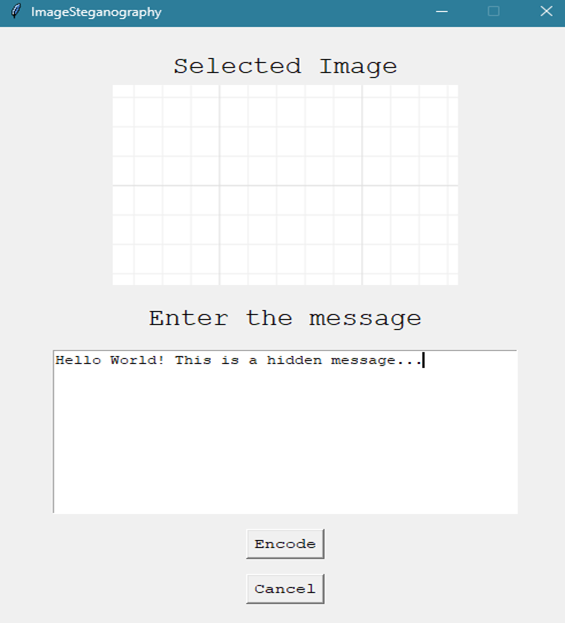 ImageSteganography
Selected Image
Enter the message
Hello World! This is a hidden message...
Encode
Cancel